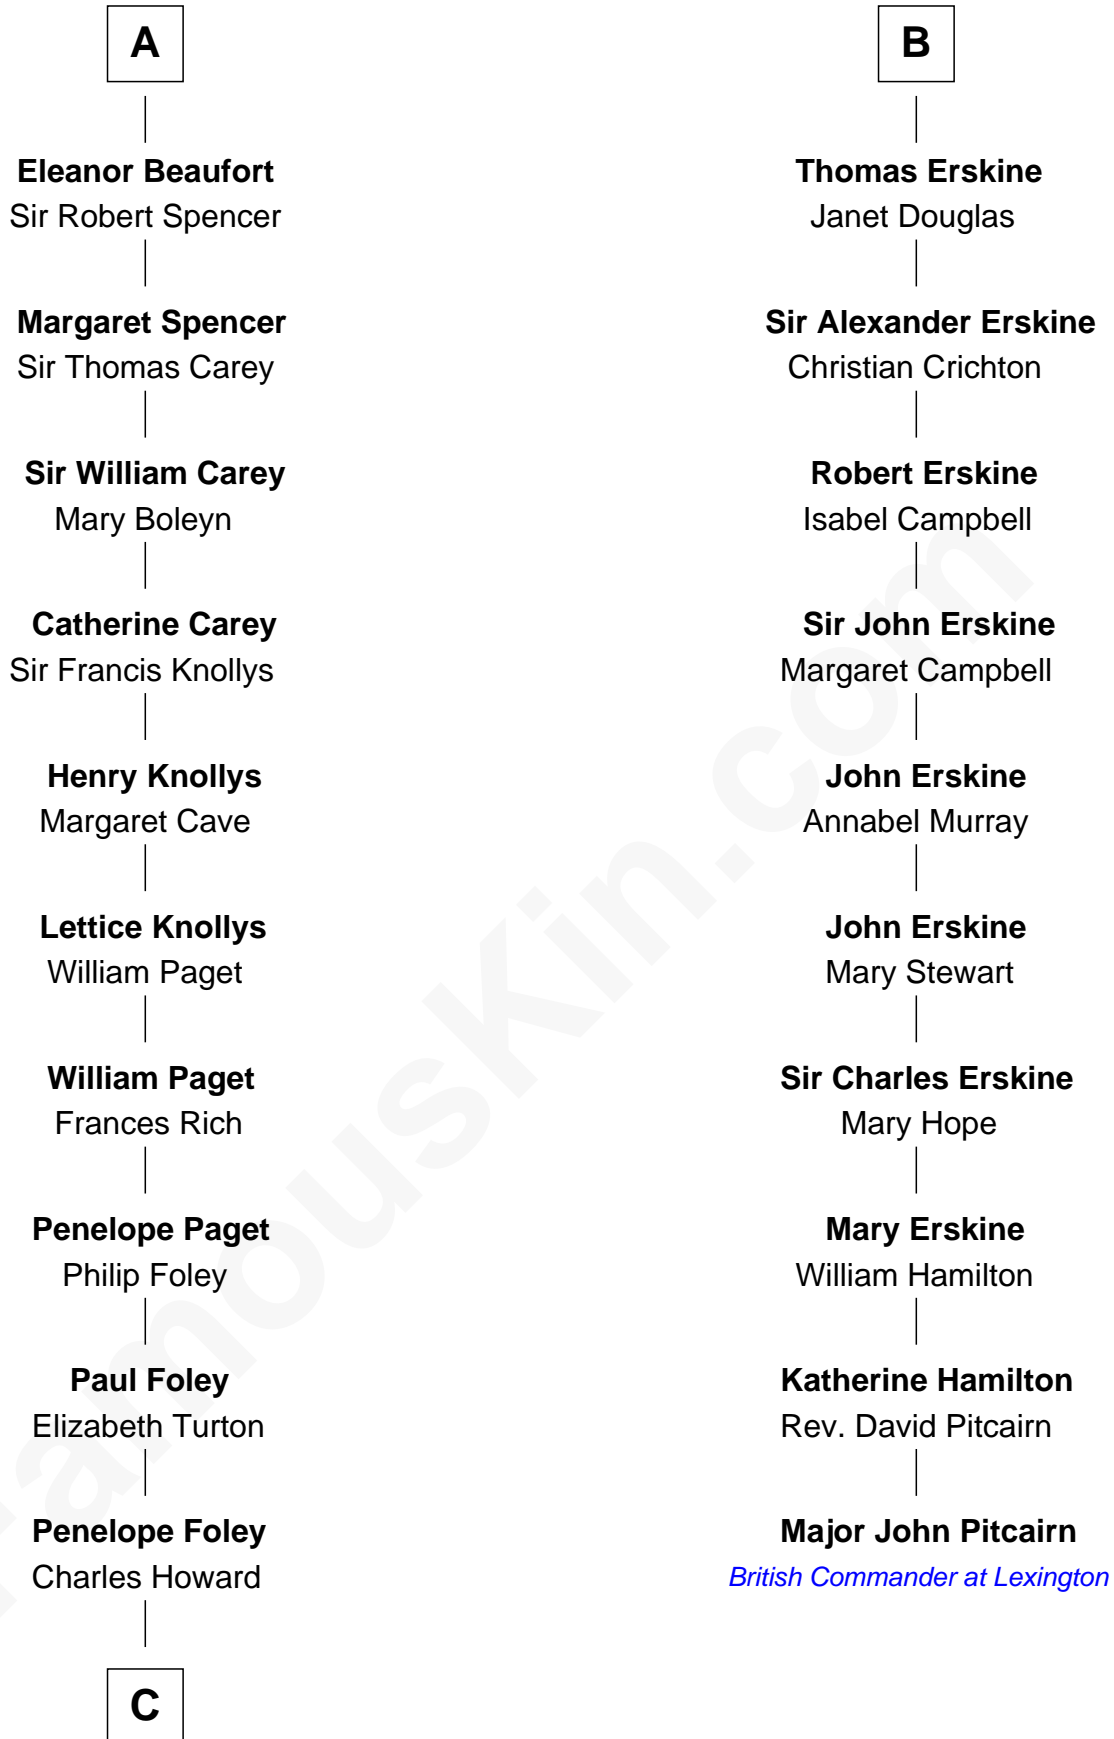 A
Eleanor Beaufort
Sir Robert Spencer
Margaret Spencer
Sir Thomas Carey
Sir William Carey
Mary Boleyn
Catherine Carey
Sir Francis Knollys
Henry Knollys
Margaret Cave
Lettice Knollys
William Paget
William Paget
Frances Rich
Penelope Paget
Philip Foley
Paul Foley
Elizabeth Turton
Penelope Foley
Charles Howard
C
B
Thomas Erskine
Janet Douglas
Sir Alexander Erskine
Christian Crichton
Robert Erskine
Isabel Campbell
Sir John Erskine
Margaret Campbell
John Erskine
Annabel Murray
John Erskine
Mary Stewart
Sir Charles Erskine
Mary Hope
Mary Erskine
William Hamilton
Katherine Hamilton
Rev. David Pitcairn
Major John Pitcairn
British Commander at Lexington
FamousKin.com